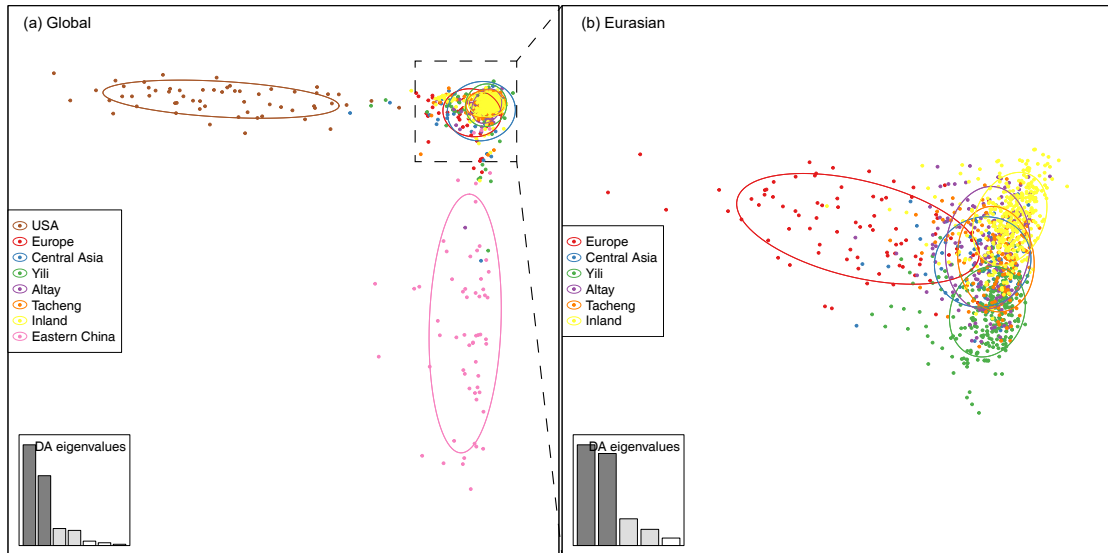 (a) Global
USA
Europe
Central Asia
Yili
Altay
Tacheng
Inland
Eastern China
DA eigenvalues
(b) Eurasian
Europe
Central Asia
Yili
Altay
Tacheng
Inland
DA eigenvalues